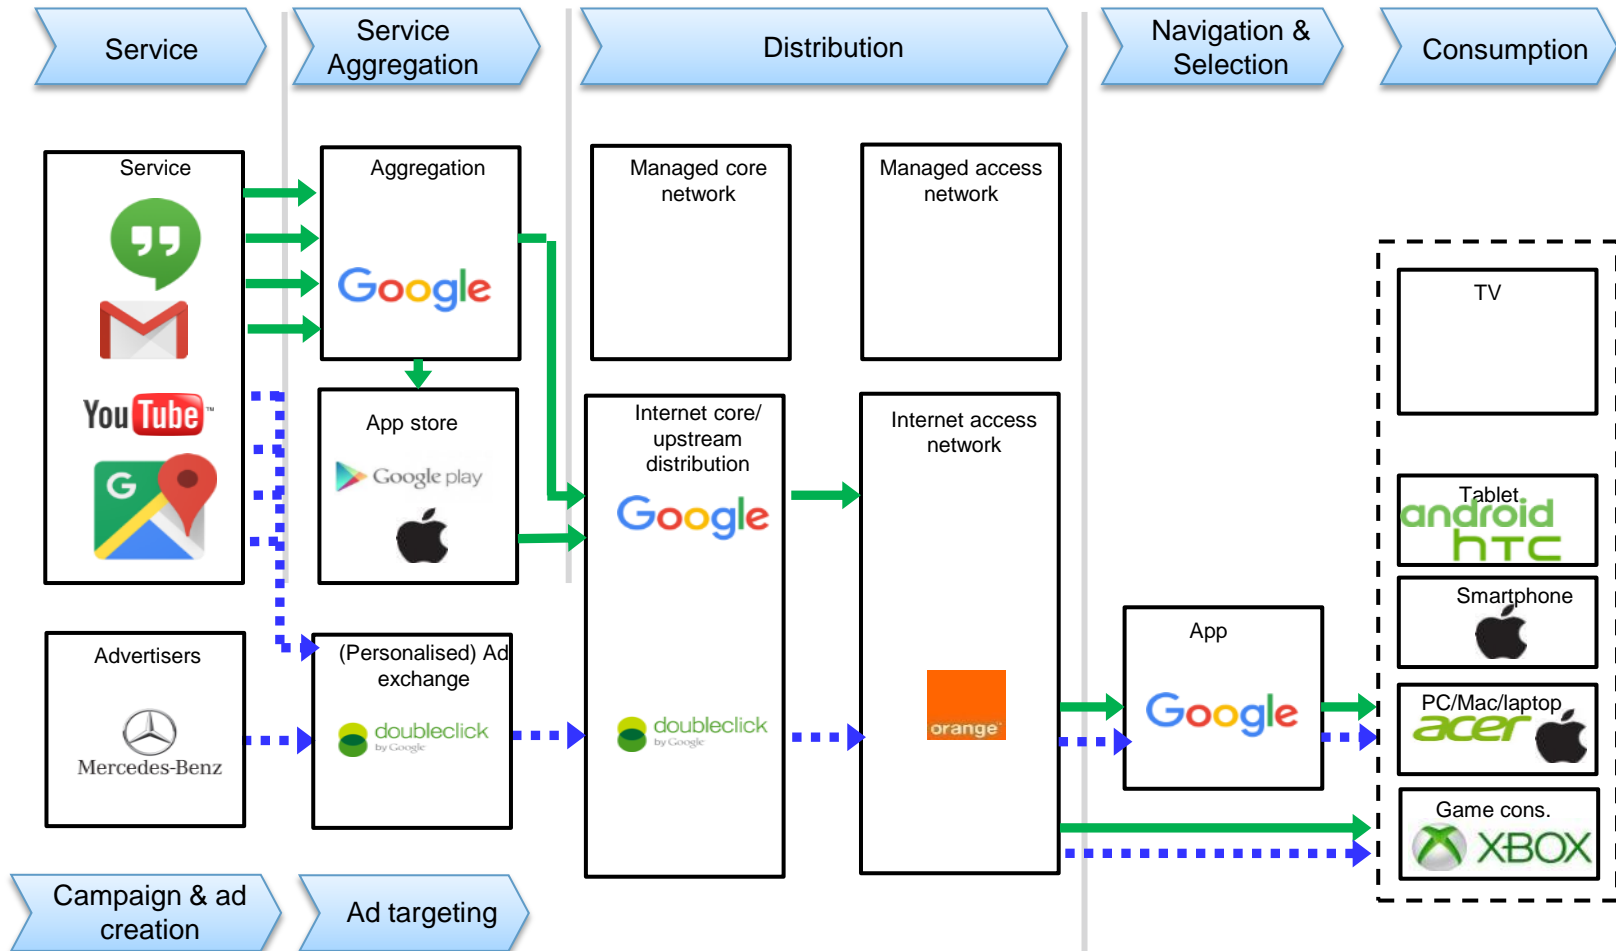 Service
Service
Aggregation
Distribution
Navigation &
Selection
Consumption
Service
Aggregation
Managed core
network
Managed access
network
Google
TV
You Tube ™
App store
Google play
Internet core/
upstream
distribution
Google
Internet access
network
G
Tablet
android
hTC
Smartphone
Advertisers
Mercedes-Benz
(Personalised) Ad
exchange
doubleclick
by Google
doubleclick
by Google
orange™
App
Google
PC/Mac/laptop
acer
Game cons.
XBOX
Campaign & ad
creation
Ad targeting